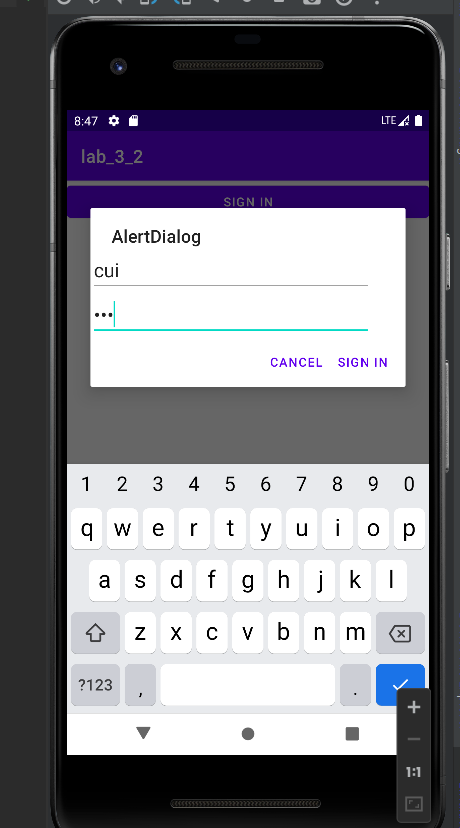 8:47 LTE
lab_3_2
SIGN IN
AlertDialog
cui
•••
CANCEL SIGN IN
1 2 3 4 5 6 7 8 9 0
q w e r t y u i o p
a s d f g h j k l
z x c v b n m
?123 , .
1:1